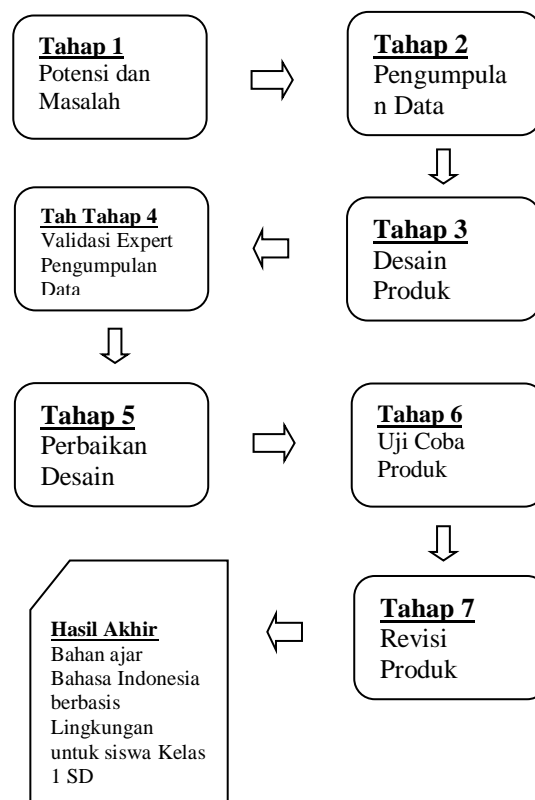 Tahap 1
Potensi dan
Masalah
Tahap 2
Pengumpula
n Data
Tahap 3
Desain
Produk
Tah Tahap 4
Validasi Expert
Pengumpulan
Data
Tahap 5
Perbaikan
Desain
Tahap 6
Uji Coba
Produk
Tahap 7
Revisi
Produk
Hasil Akhir
Bahan ajar
Bahasa Indonesia
berbasis
Lingkungan
untuk siswa Kelas
1 SD